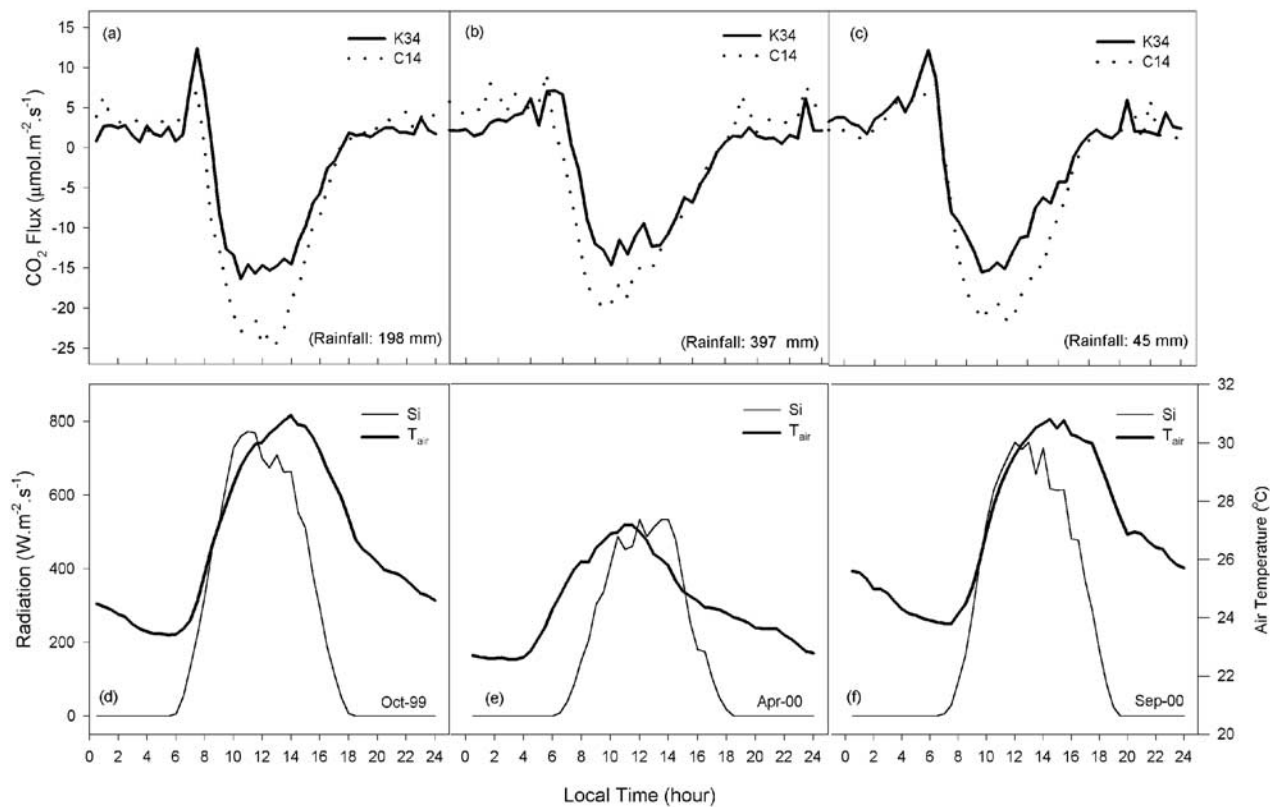 (a)
K34
C14
(Rainfall: 198 mm)
(b)
K34
C14
(Rainfall: 397 mm)
(c)
K34
C14
(Rainfall: 45 mm)
15
10
5
0
-5
-10
-15
-20
-25
CO2 Flux (μmol.m-2.s-1)
Si
Tair
(d)
Oct-99
Si
Tair
(e)
Apr-00
Si
Tair
(f)
Sep-00
800
600
400
200
0
Radiation (W.m-2.s-1)
32
30
28
26
24
22
20
Air Temperature (oC)
0 2 4 6 8 10 12 14 16 18 20 22 24
0 2 4 6 8 10 12 14 16 18 20 22 24
0 2 4 6 8 10 12 14 16 18 20 22 24
Local Time (hour)